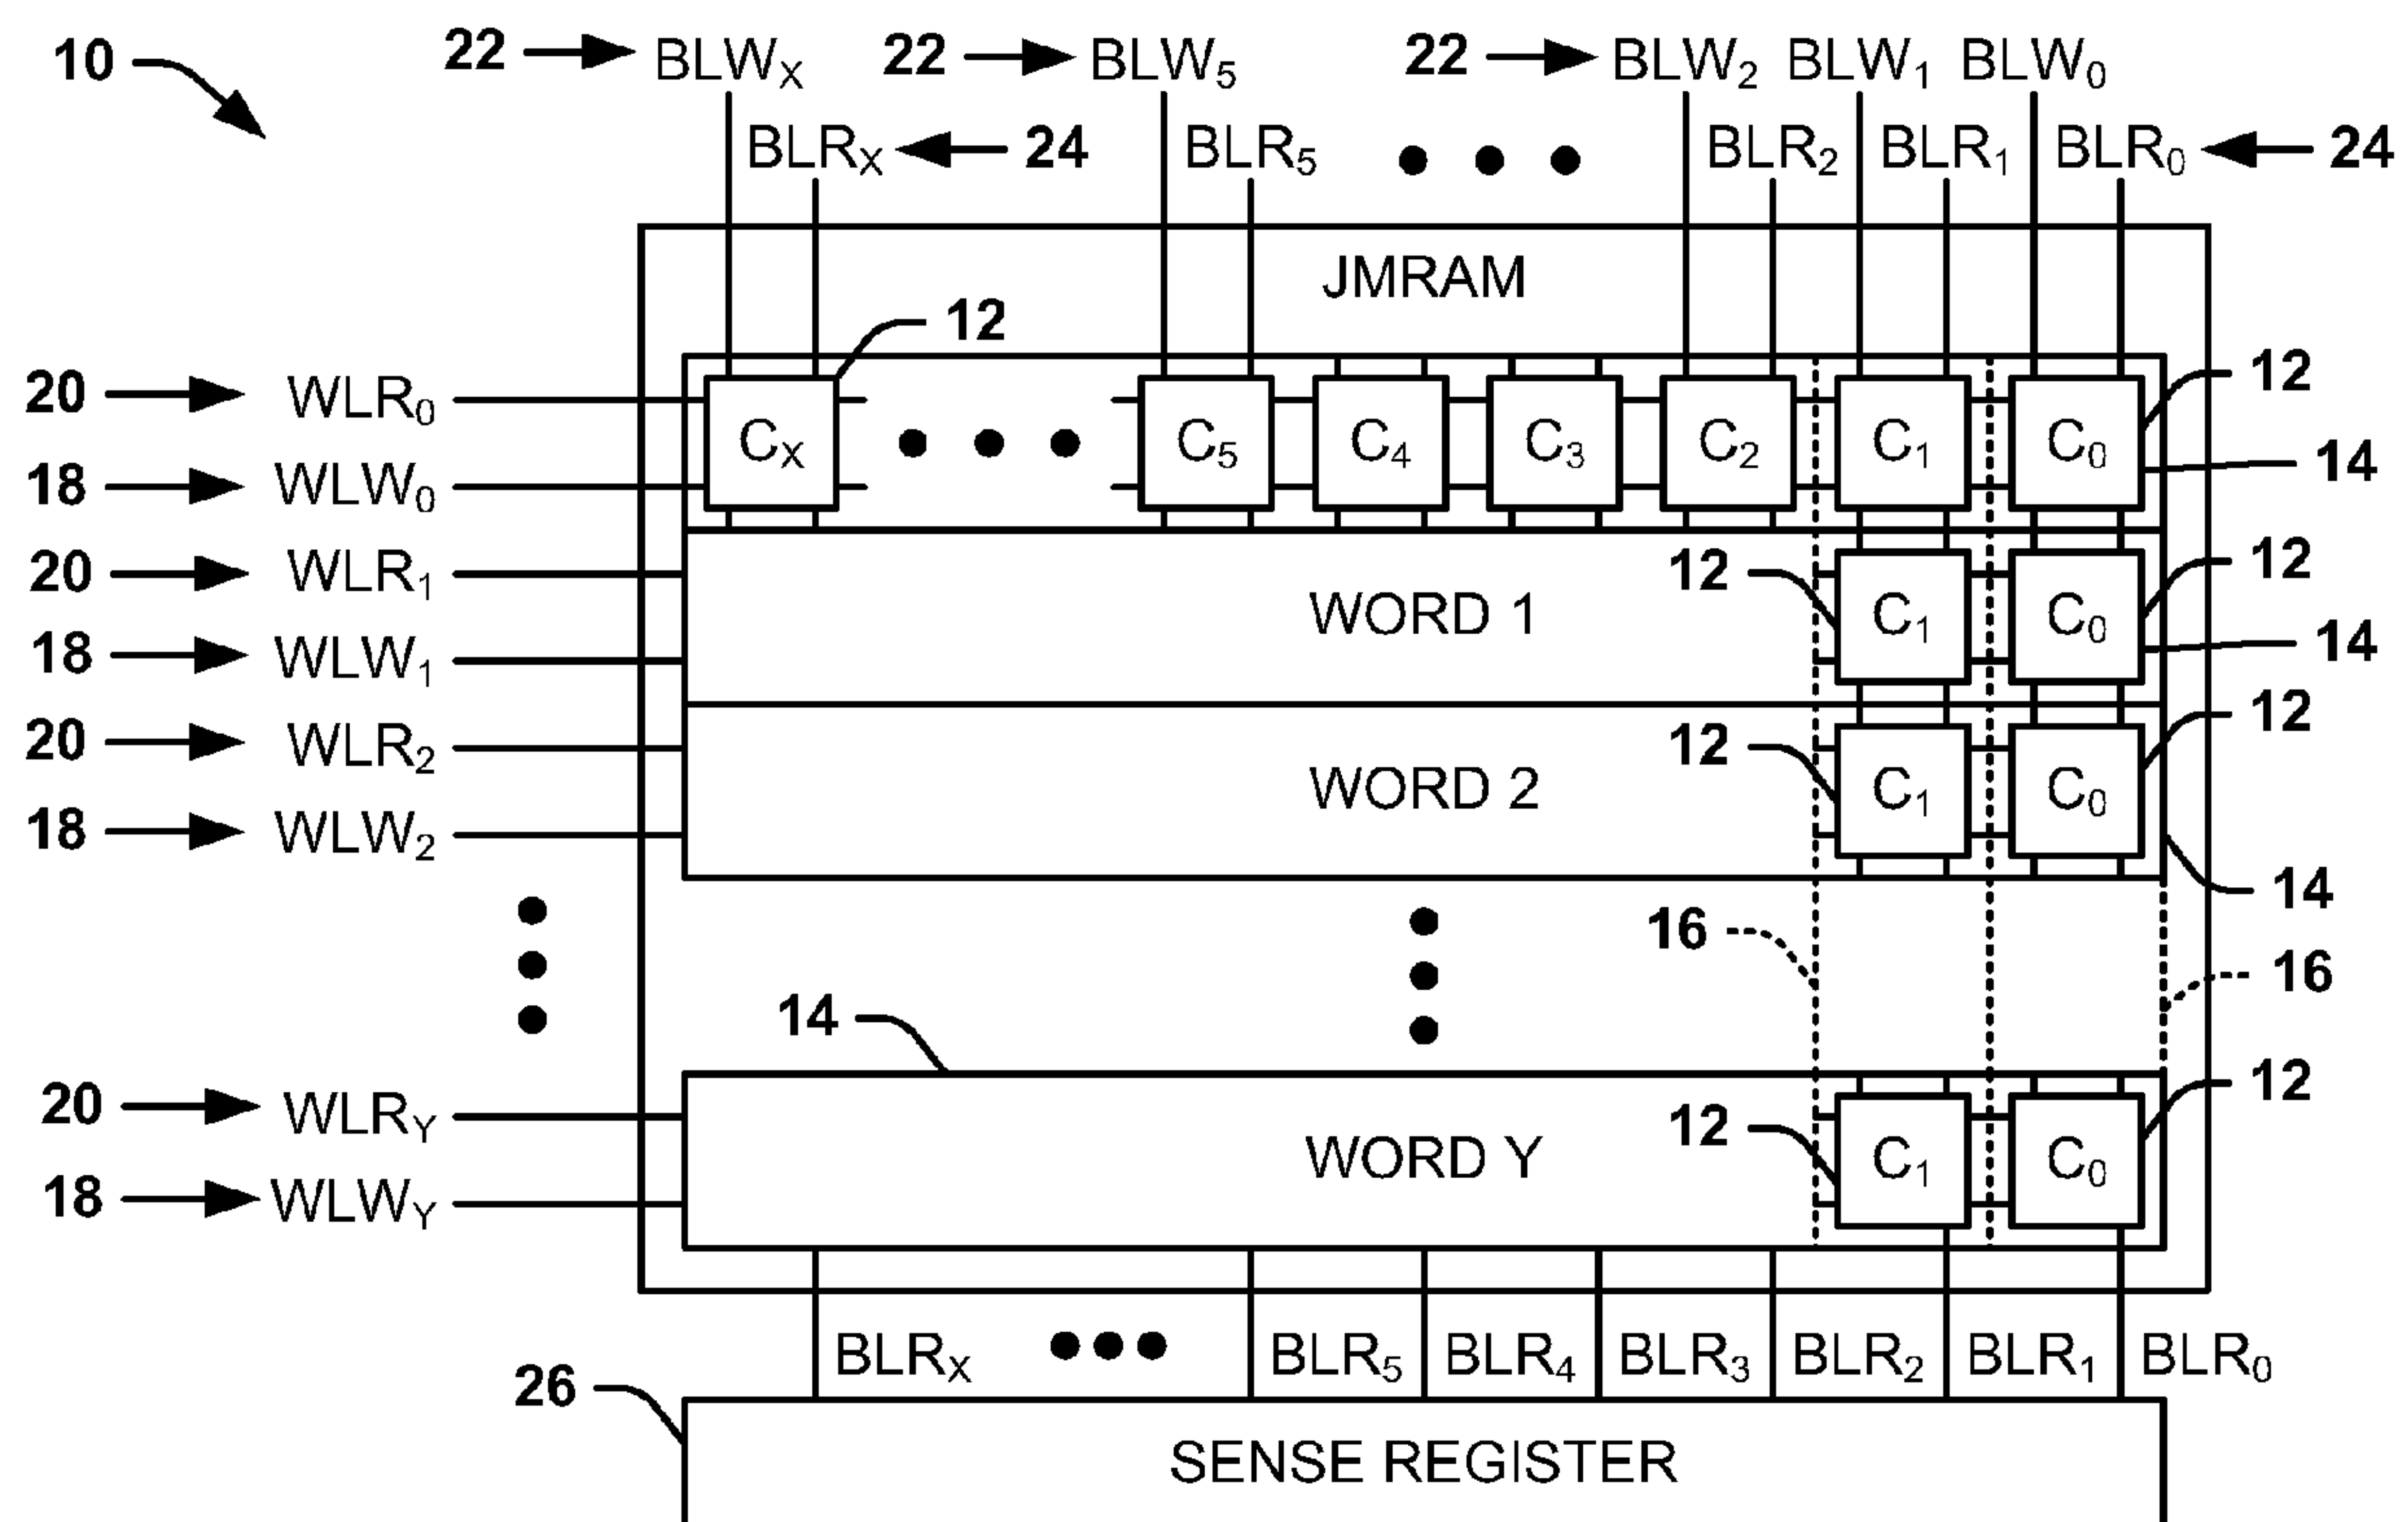 10 22 BLWX 22 BLW5 22 BLW2 BLW1 BLW0
BLRX 24 BLR5 BLR2 BLR1 BLR0 24
JMRAM
12
20 WLR0 12
CX C5 C4 C3 C2 C1 C0
14
18 WLW0
20 WLR1 12 12
WORD 1 C1 C0
18 WLW1 14
20 WLR2 12 12
WORD 2 C1 C0
18 WLW2
14
16
16
14
20 WLRY 12 12
WORD Y C1 C0
18 WLWY
BLRX BLR5 BLR4 BLR3 BLR2 BLR1 BLR0
26
SENSE REGISTER